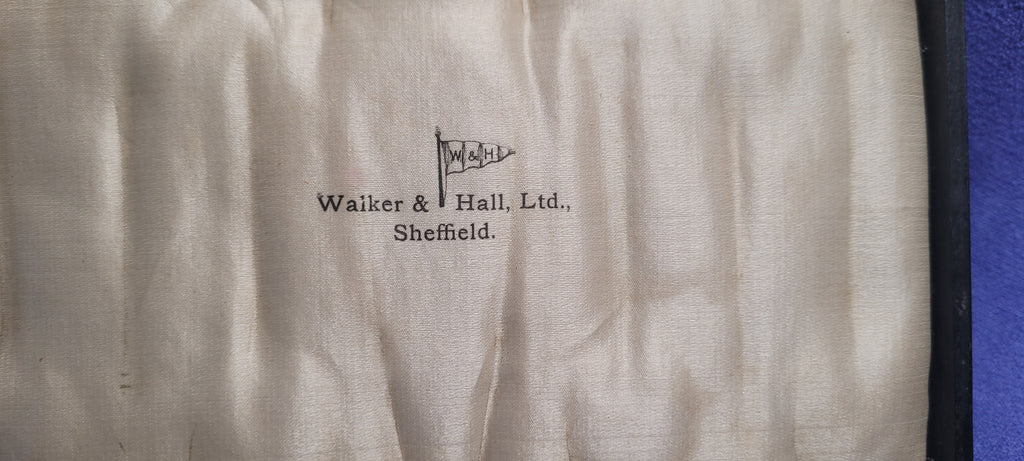 W & H
Walker & Hall, Ltd.,
Sheffield.